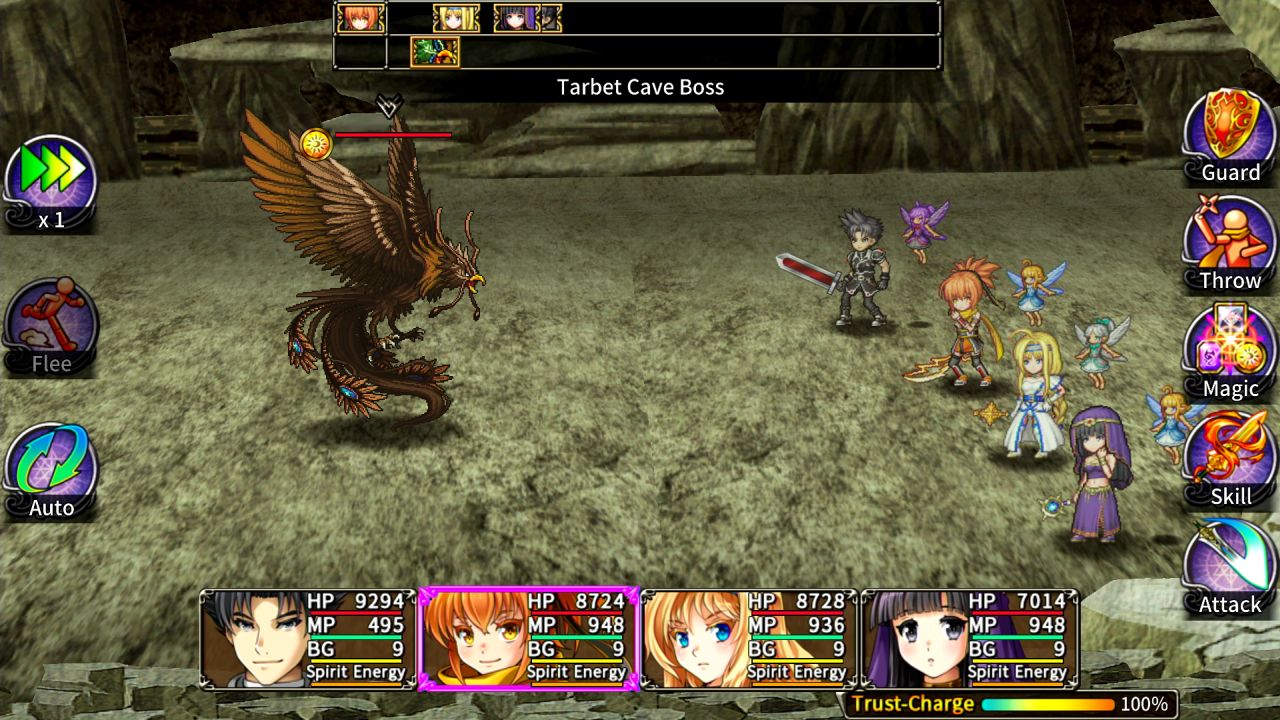 Tarbet Cave Boss
x 1
Flee
Auto
Guard
Throw
Magic
Skill
Attack
HP 9294
MP 495
BG 9
Spirit Energy
HP 8724
MP 948
BG 9
Spirit Energy
HP 8728
MP 936
BG 9
Spirit Energy
HP 7014
MP 948
BG 9
Spirit Energy
Trust-Charge 100%